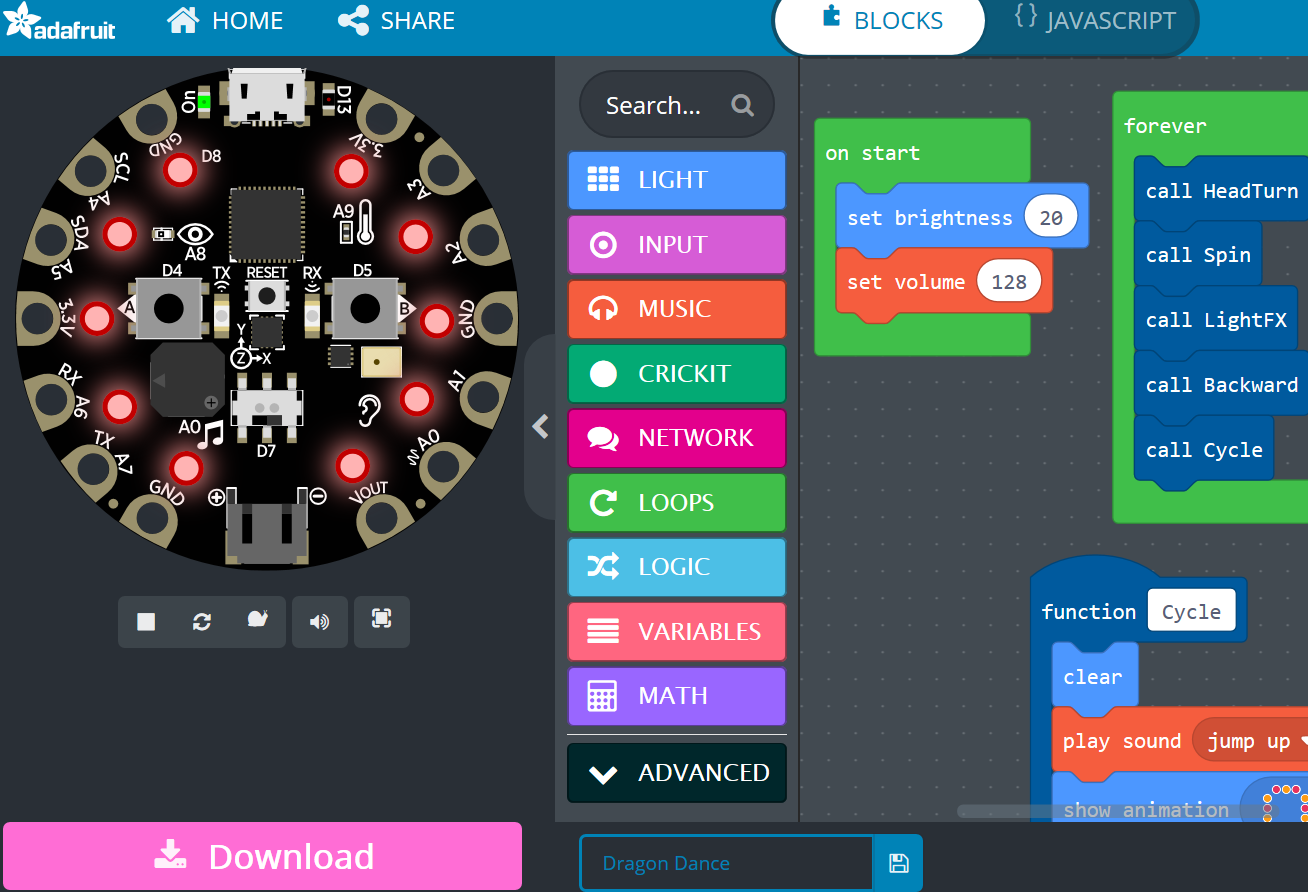 adafruit
HOME
SHARE
BLOCKS
{ } JAVASCRIPT
On
D13
GND
D8
3.3V
SCL
A4
A3
SDA
A5
A9
A8
A2
D4
TX
RESET
RX
D5
3.3V
A
B
GND
Y
Z
X
RX
A6
A1
A0
TX
A7
D7
A0
GND
VOUT
Search...
LIGHT
INPUT
MUSIC
CRICKIT
NETWORK
LOOPS
LOGIC
VARIABLES
MATH
ADVANCED
on start
set brightness 20
set volume 128
forever
call HeadTurn
call Spin
call LightFX
call Backward
call Cycle
function Cycle
clear
play sound jump up
show animation
Download
Dragon Dance